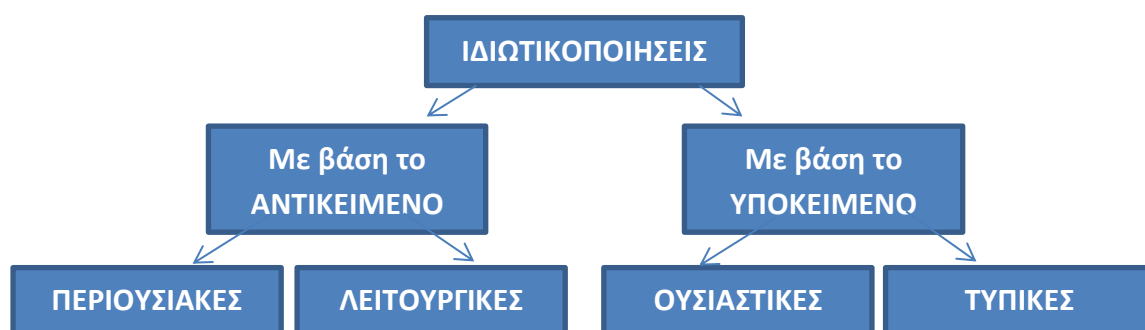 ΙΔΙΩΤΙΚΟΠΟΙΗΣΕΙΣ
Με βάση το
ΑΝΤΙΚΕΙΜΕΝΟ
Με βάση το
ΥΠΟΚΕΙΜΕΝΟ
ΠΕΡΙΟΥΣΙΑΚΕΣ
ΛΕΙΤΟΥΡΓΙΚΕΣ
ΟΥΣΙΑΣΤΙΚΕΣ
ΤΥΠΙΚΕΣ